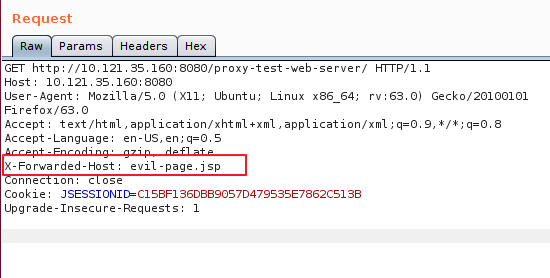 Request
Raw Params Headers Hex
GET http://10.121.35.160:8080/proxy-test-web-server/ HTTP/1.1
Host: 10.121.35.160:8080
User-Agent: Mozilla/5.0 (X11; Ubuntu; Linux x86_64; rv:63.0) Gecko/20100101
Firefox/63.0
Accept: text/html,application/xhtml+xml,application/xml;q=0.9,*/*;q=0.8
Accept-Language: en-US,en;q=0.5
Accept-Encoding: gzip, deflate
X-Forwarded-Host: evil-page.jsp
Connection: close
Cookie: JSESSIONID=C15BF136DBB9057D479535E7862C513B
Upgrade-Insecure-Requests: 1